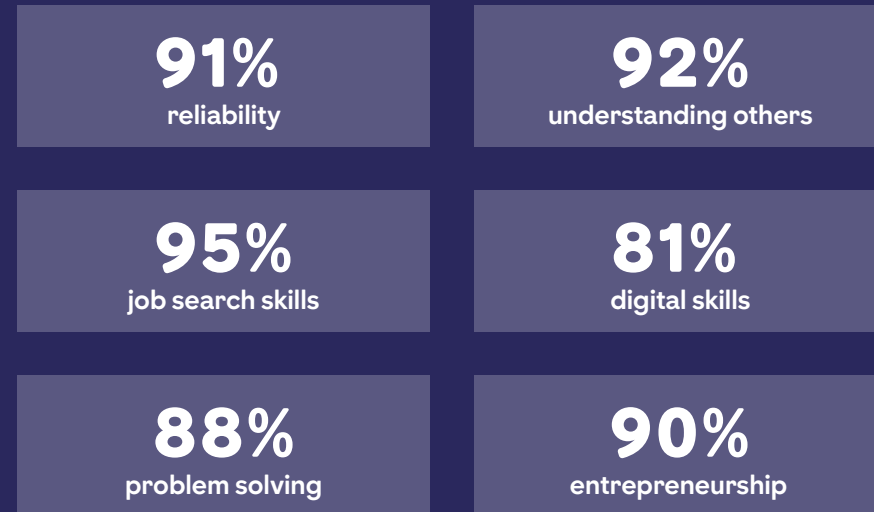 91%
reliability
92%
understanding others
95%
job search skills
81%
digital skills
88%
problem solving
90%
entrepreneurship